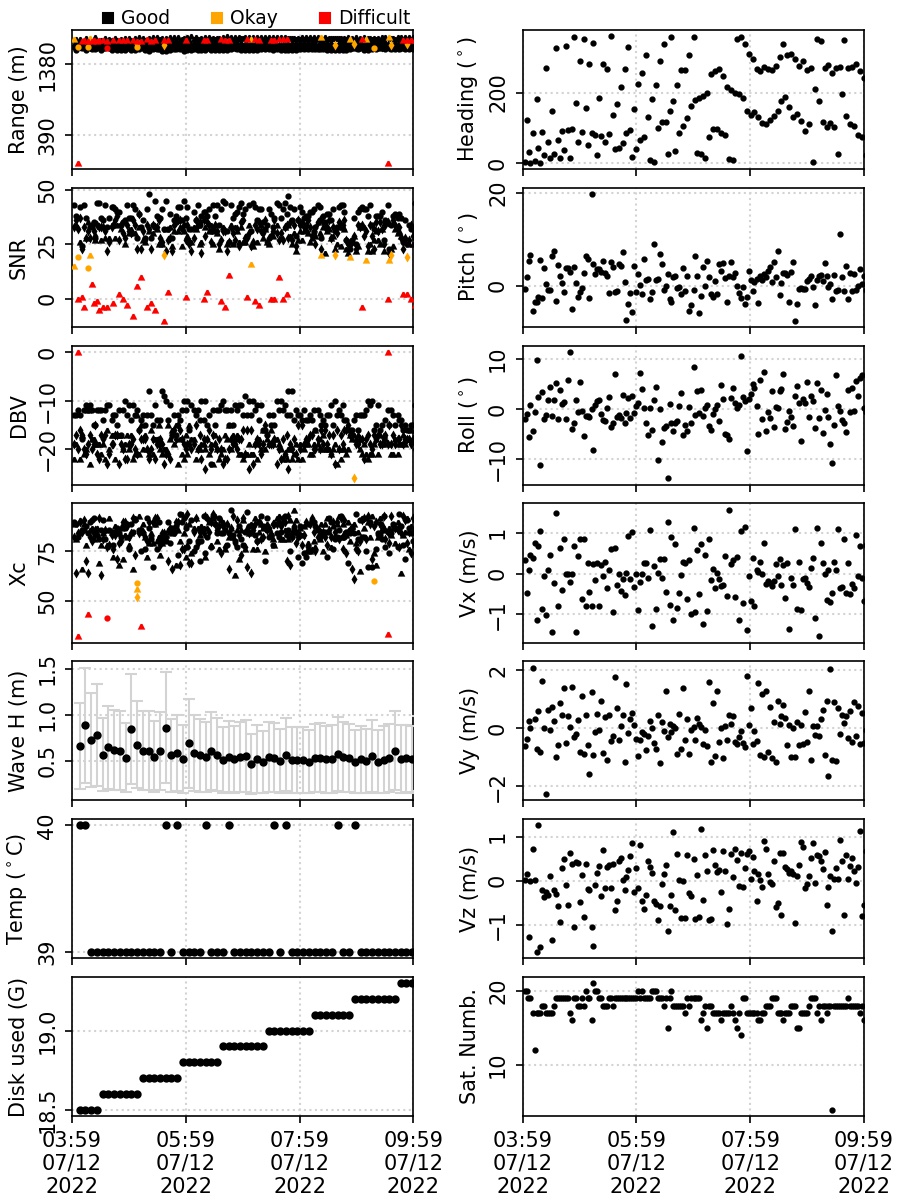 Good Okay Difficult
Range (m)
1380
390
Heading (°)
200
0
SNR
50
25
0
Pitch (°)
20
0
DBV
0
−10
−20
Roll (°)
10
0
−10
Xc
75
50
Vx (m/s)
1
0
−1
Wave H (m)
1.5
1.0
0.5
Vy (m/s)
2
0
−2
Temp (°C)
40
39
Vz (m/s)
1
0
−1
Disk used (G)
19.0
18.5
Sat. Numb.
20
10
03:59 05:59 07:59 09:59 03:59 05:59 07:59 09:59
07/12 07/12 07/12 07/12 07/12 07/12 07/12 07/12
2022 2022 2022 2022 2022 2022 2022 2022